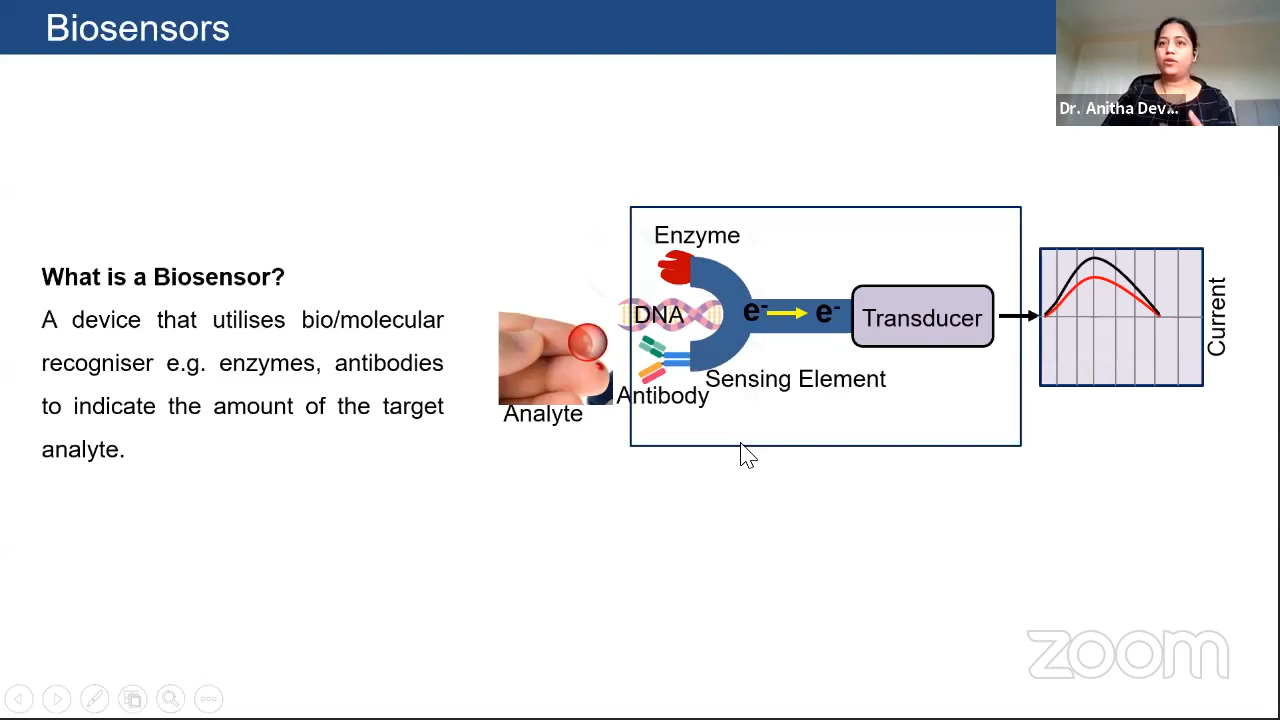 Biosensors
Dr. Anitha Dev...
What is a Biosensor?
A device that utilises bio/molecular
recogniser e.g. enzymes, antibodies
to indicate the amount of the target
analyte.
Enzyme
DNA
Antibody
Analyte
e-
e-
Sensing Element
Transducer
Current
zoom